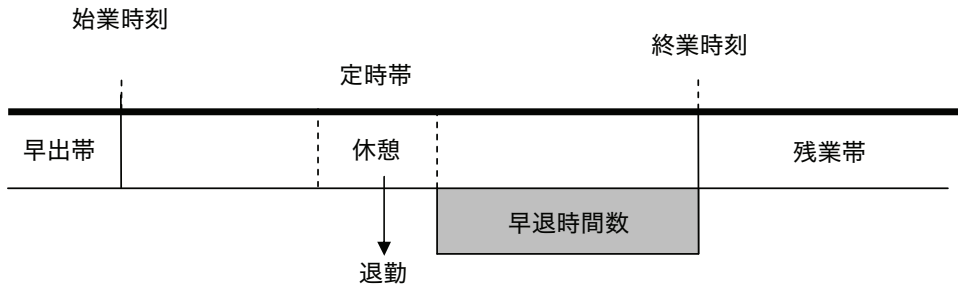 始業時刻
終業時刻
定時帯
早出帯
休憩
残業帯
早退時間数
退勤